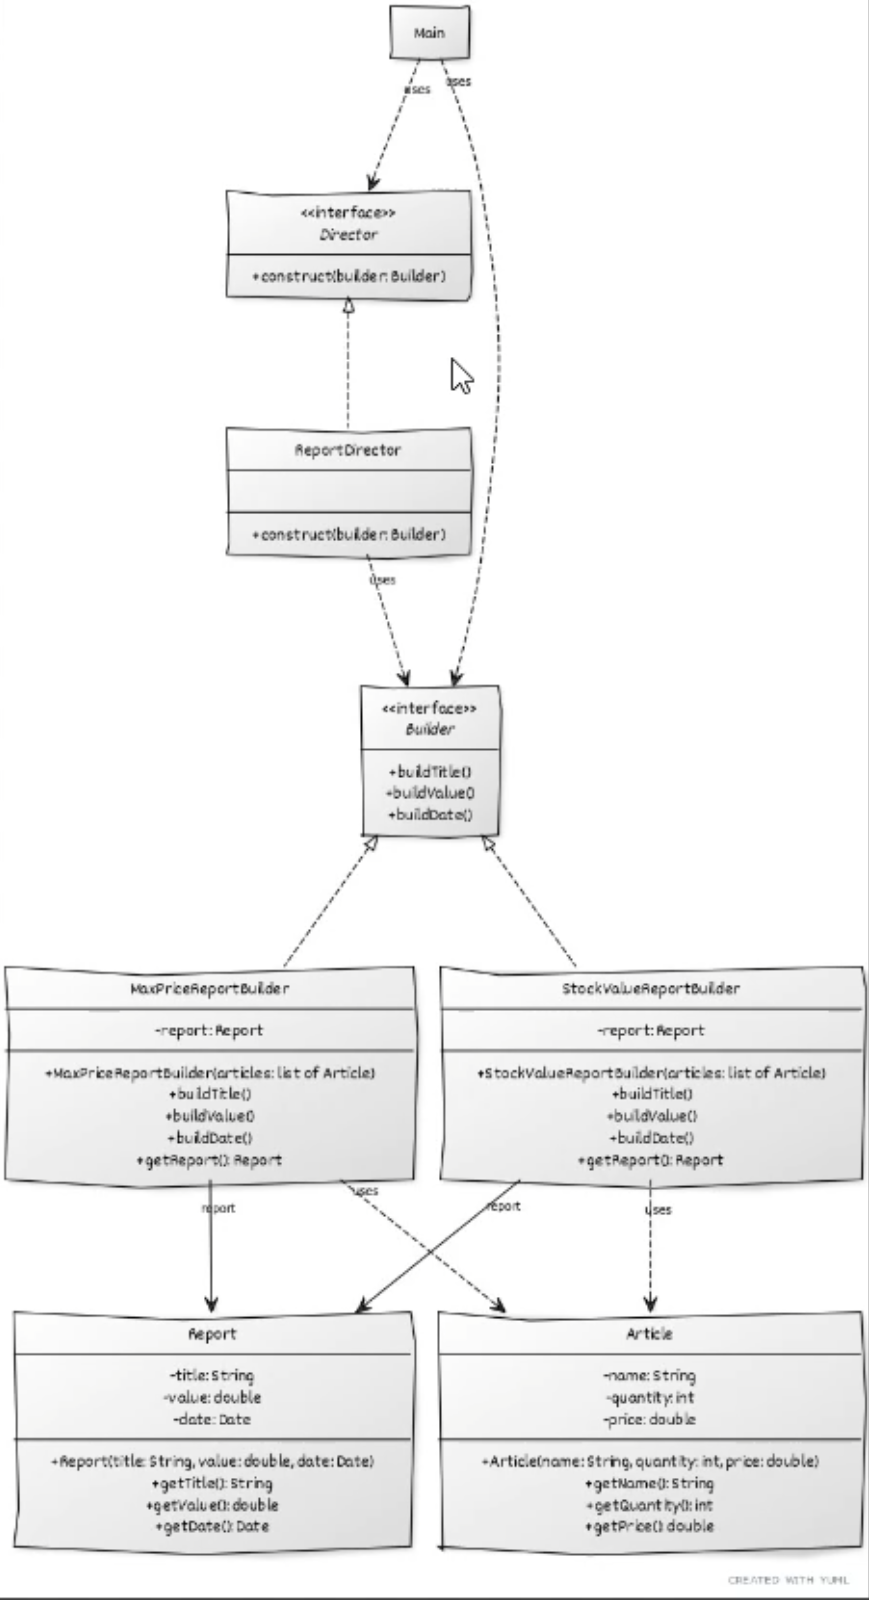 Main
uses
uses
<<interface>>
Director
+construct(builder: Builder)
ReportDirector
+construct(builder: Builder)
uses
<<interface>>
Builder
+buildTitle()
+buildValue()
+buildDate()
MaxPriceReportBuilder
-report: Report
+MaxPriceReportBuilder(articles: list of Article)
+buildTitle()
+buildValue()
+buildDate()
+getReport(): Report
StockValueReportBuilder
-report: Report
+StockValueReportBuilder(articles: list of Article)
+buildTitle()
+buildValue()
+buildDate()
+getReport(): Report
report
uses
report
uses
Report
-title: String
-value: double
-date: Date
+Report(title: String, value: double, date: Date)
+getTitle(): String
+getValue(): double
+getDate(): Date
Article
-name: String
-quantity: int
-price: double
+Article(name: String, quantity: int, price: double)
+getName(): String
+getQuantity(): int
+getPrice() double
CREATED WITH YUML